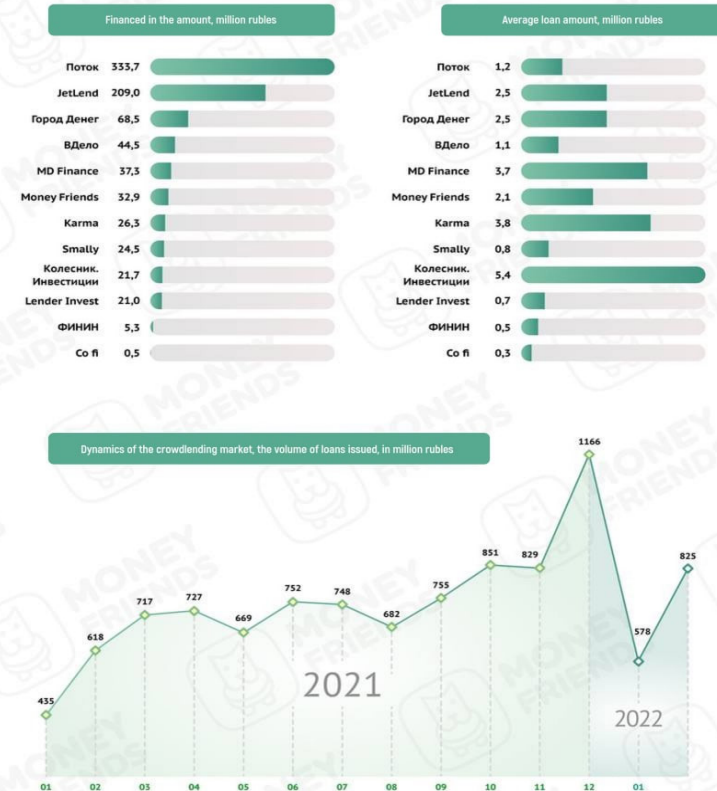 Financed in the amount, million rubles
Поток 333,7
JetLend 209,0
Город Денег 68,5
ВДело 44,5
MD Finance 37,3
Money Friends 32,9
Karma 26,3
Smally 24,5
Колесник.
Инвестиции 21,7
Lender Invest 21,0
ФИНИН 5,3
Co fi 0,5
Average loan amount, million rubles
Поток 1,2
JetLend 2,5
Город Денег 2,5
ВДело 1,1
MD Finance 3,7
Money Friends 2,1
Karma 3,8
Smally 0,8
Колесник.
Инвестиции 5,4
Lender Invest 0,7
ФИНИН 0,5
Co fi 0,3
Dynamics of the crowdlending market, the volume of loans issued, in million rubles
435 618 717 727 669 752 748 682 755 851 829 1166 578 825
2021
2022
01 02 03 04 05 06 07 08 09 10 11 12 01
MONEY
FRIENDS